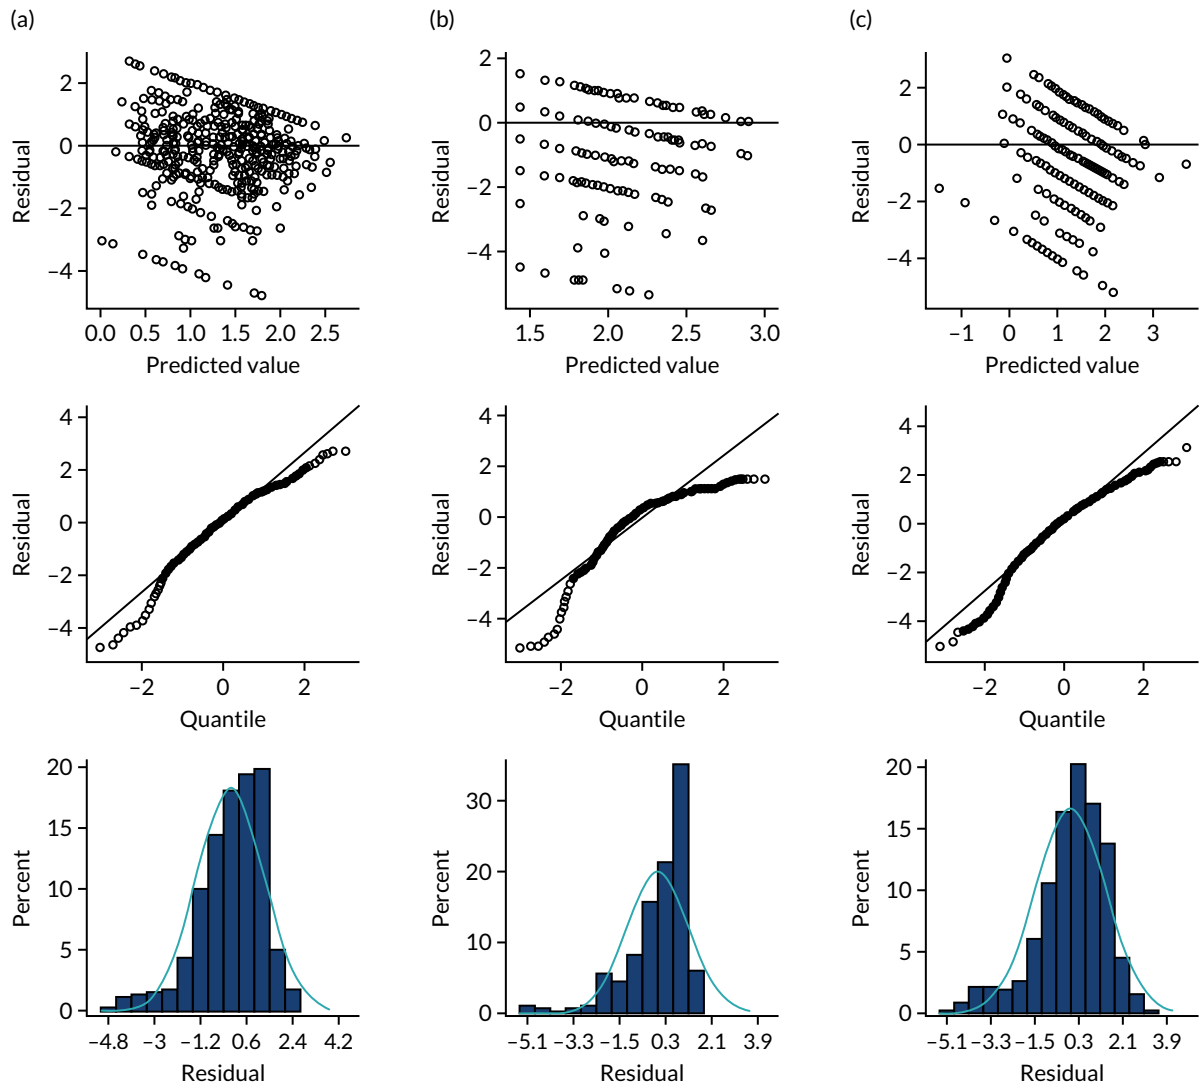 (a) (b) (c)
2 0 −2 −4
Residual
0.0 0.5 1.0 1.5 2.0 2.5
Predicted value
2 0 −2 −4
Residual
1.5 2.0 2.5 3.0
Predicted value
2 0 −2 −4
Residual
−1 0 1 2 3
Predicted value
4 2 0 −2 −4
Residual
−2 0 2
Quantile
4 2 0 −2 −4
Residual
−2 0 2
Quantile
4 2 0 −2 −4
Residual
−2 0 2
Quantile
20 15 10 5 0
Percent
−4.8 −3 −1.2 0.6 2.4 4.2
Residual
30 20 10 0
Percent
−5.1 −3.3 −1.5 0.3 2.1 3.9
Residual
20 15 10 5 0
Percent
−5.1 −3.3 −1.5 0.3 2.1 3.9
Residual